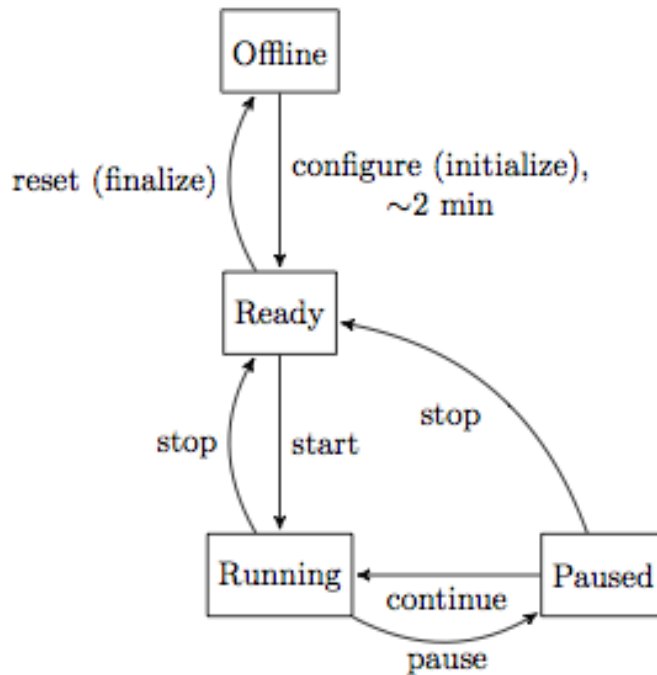 Offline
reset (finalize)
configure (initialize),
∼2 min
Ready
stop
start
stop
Running
continue
Paused
pause